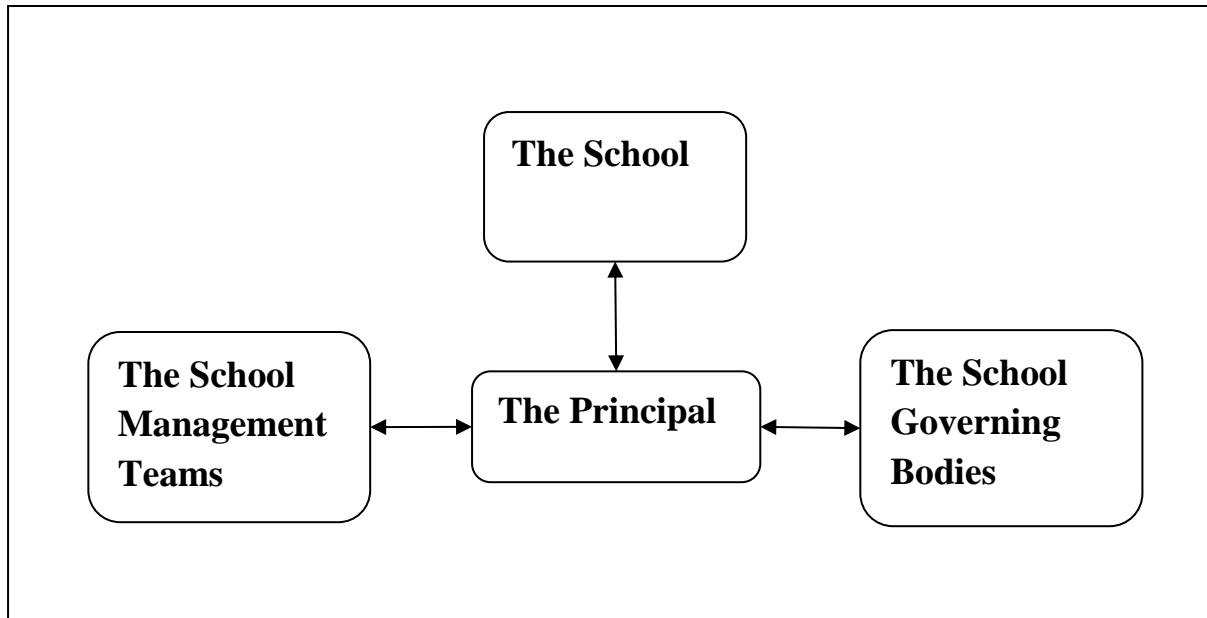 The School
The School
Management
Teams
The Principal
The School
Governing
Bodies